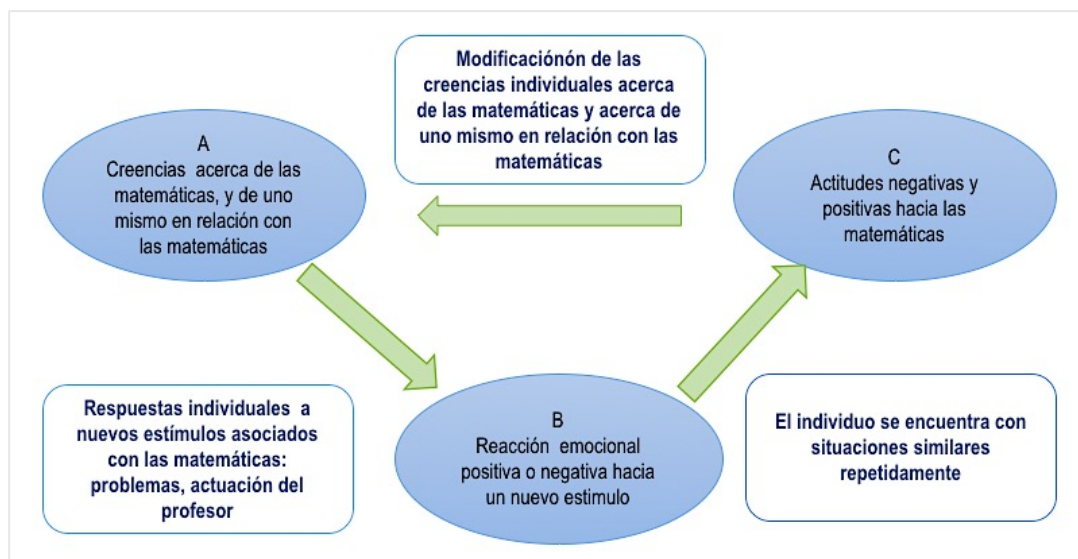 Modificaciónón de las
creencias individuales acerca
de las matemáticas y acerca de
uno mismo en relación con las
matemáticas
A
Creencias acerca de las
matemáticas, y de uno
mismo en relación con
las matemáticas
C
Actitudes negativas y
positivas hacia las
matemáticas
Respuestas individuales a
nuevos estímulos asociados
con las matemáticas:
problemas, actuación del
profesor
B
Reacción emocional
positiva o negativa hacia
un nuevo estimulo
El individuo se encuentra con
situaciones similares
repetidamente